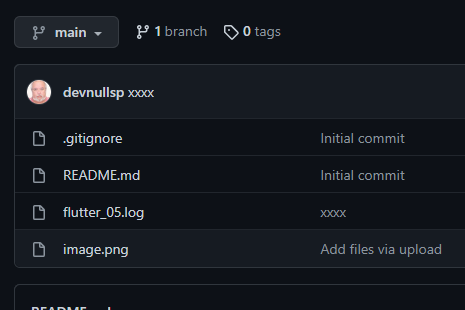 main 1 branch 0 tags
devnullsp xxxx
.gitignore Initial commit
README.md Initial commit
flutter_05.log xxxx
image.png Add files via upload